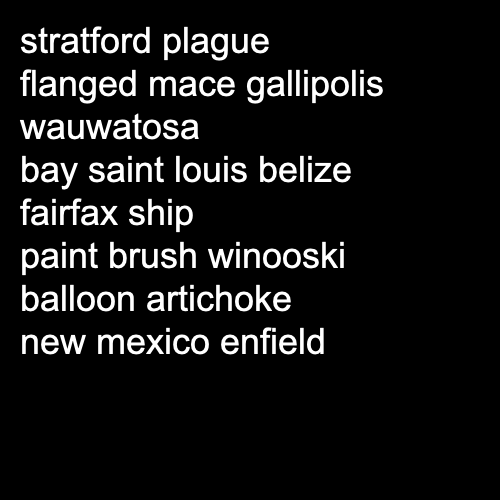 stratford plague
flanged mace gallipolis
wauwatosa
bay saint louis belize
fairfax ship
paint brush winooski
balloon artichoke
new mexico enfield